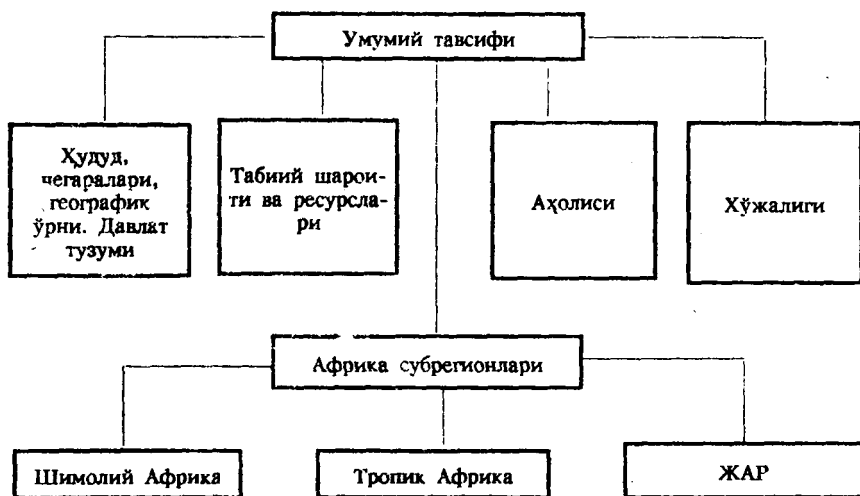 Умумий тавсифи
Ҳудуд,
чегаралари,
географик
ўрни. Давлат
тузуми
Табиий шарои-
ти ва ресурсла-
ри
Аҳолиси
Хўжалиги
Африка субрегионлари
Шимолий Африка
Тропик Африка
ЖАР